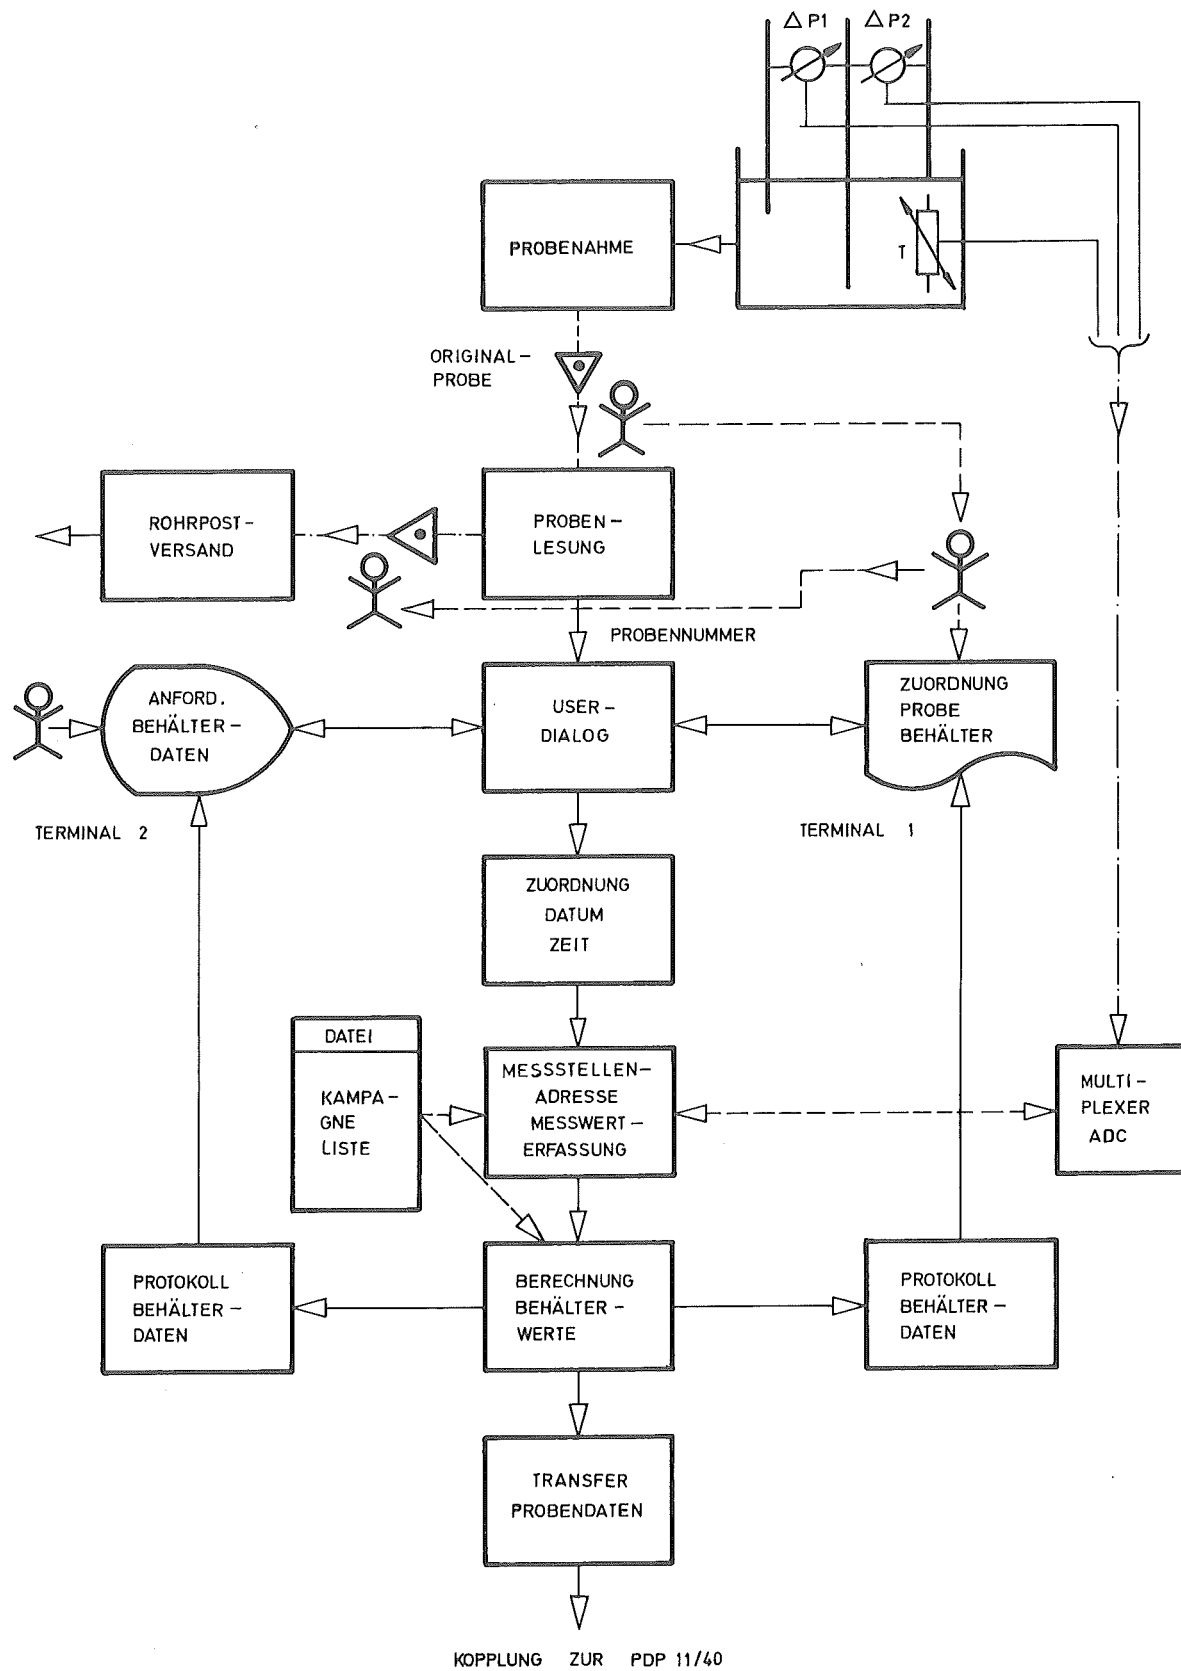 △ P1
△ P2
PROBENAHME
T
ORIGINAL-
PROBE
ROHRPOST-
VERSAND
PROBEN-
LESUNG
PROBENNUMMER
ANFORD.
BEHÄLTER-
DATEN
USER-
DIALOG
ZUORDNUNG
PROBE
BEHÄLTER
TERMINAL 2
TERMINAL 1
ZUORDNUNG
DATUM
ZEIT
DATEI
KAMPA-
GNE
LISTE
MESSSTELLEN-
ADRESSE
MESSWERT-
ERFASSUNG
MULTI-
PLEXER
ADC
PROTOKOLL
BEHÄLTER-
DATEN
BERECHNUNG
BEHÄLTER-
WERTE
PROTOKOLL
BEHÄLTER-
DATEN
TRANSFER
PROBENDATEN
KOPPLUNG ZUR PDP 11/40